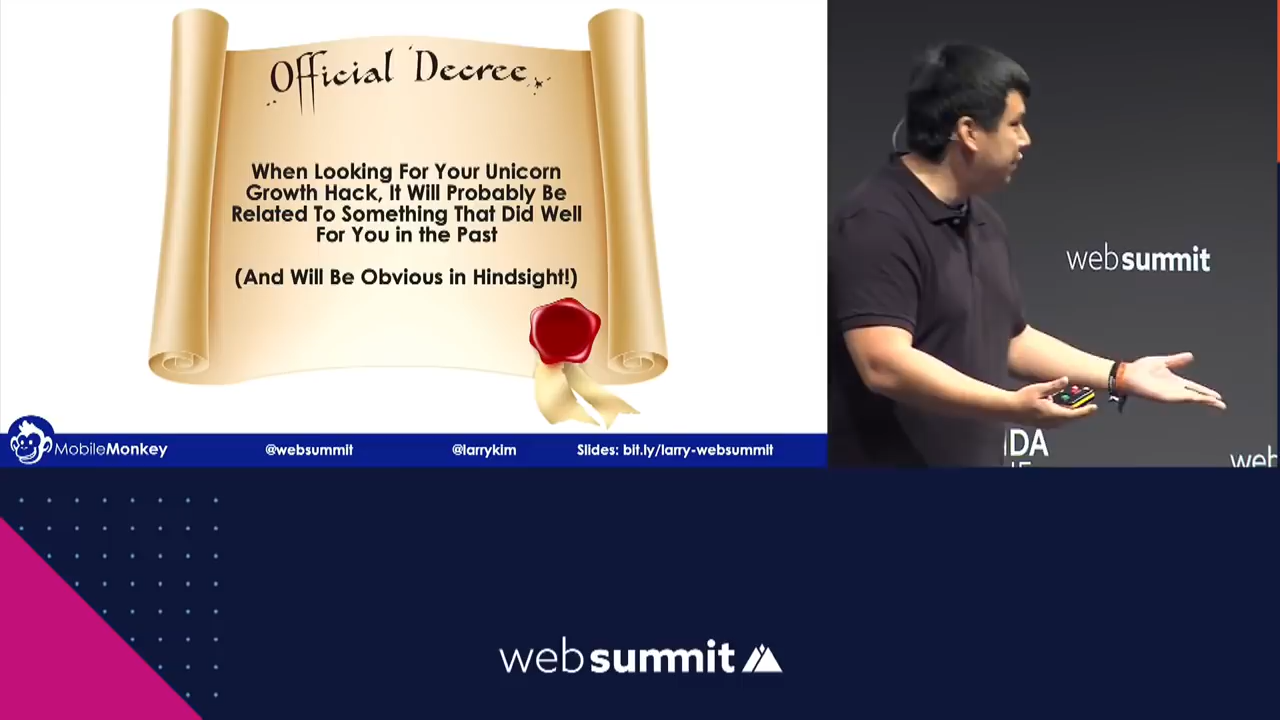 Official Decree
When Looking For Your Unicorn
Growth Hack, It Will Probably Be
Related To Something That Did Well
For You in the Past
(And Will Be Obvious in Hindsight!)
MobileMonkey
@websummit
@larrykim
Slides: bit.ly/larry-websummit
websummit
DA
web
websummit